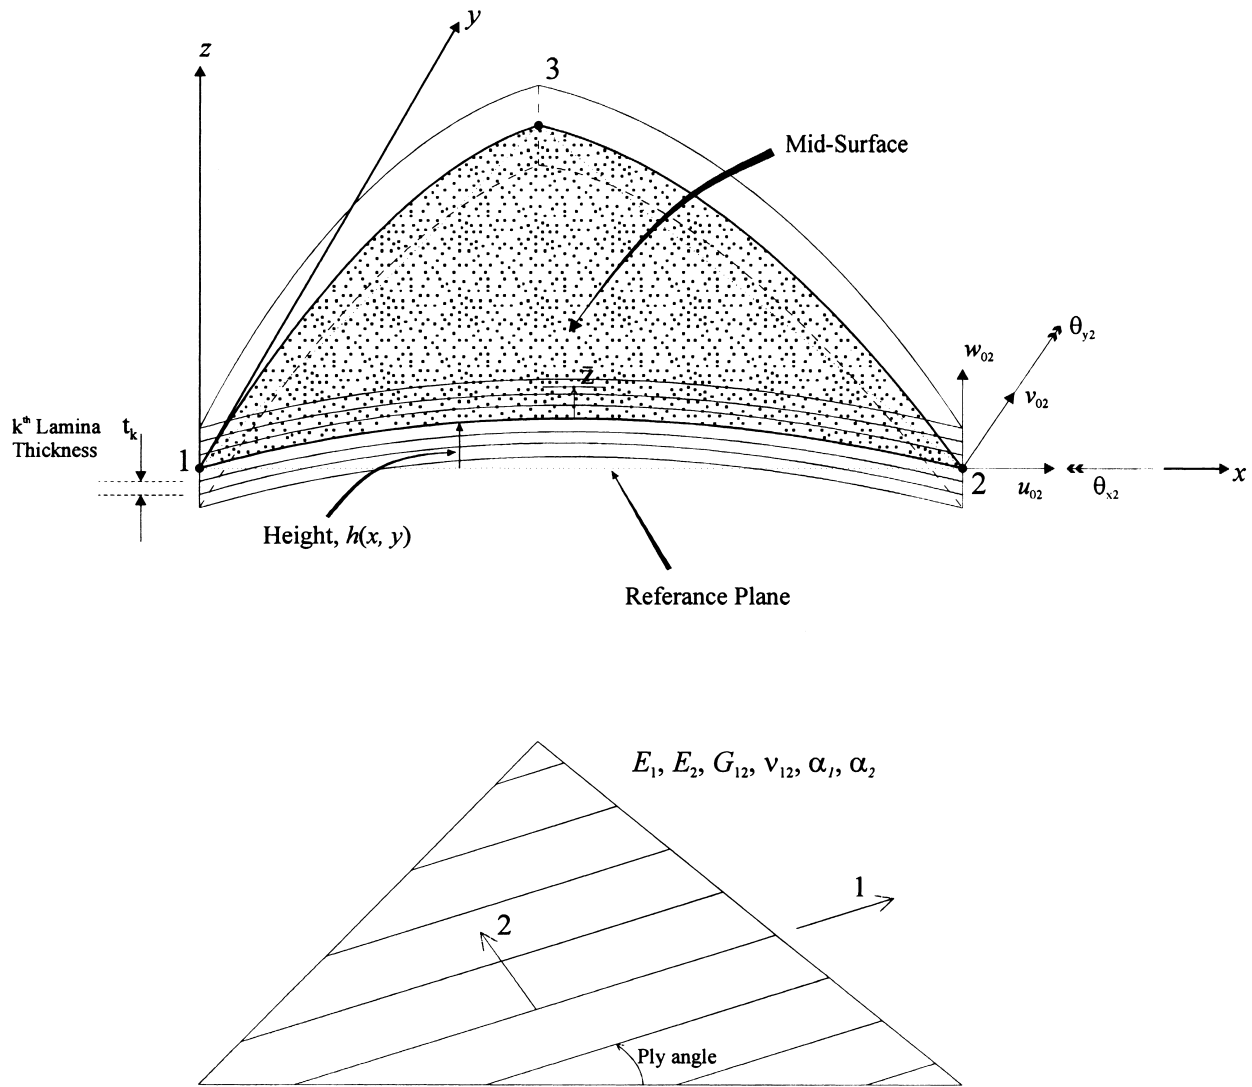 y
z
3
Mid-Surface
θy2
w02
z̄
v02
kth Lamina
Thickness
tk
1
2
u02
θx2
x
Height, h(x, y)
Referance Plane
E1, E2, G12, ν12, α1, α2
1
2
Ply angle